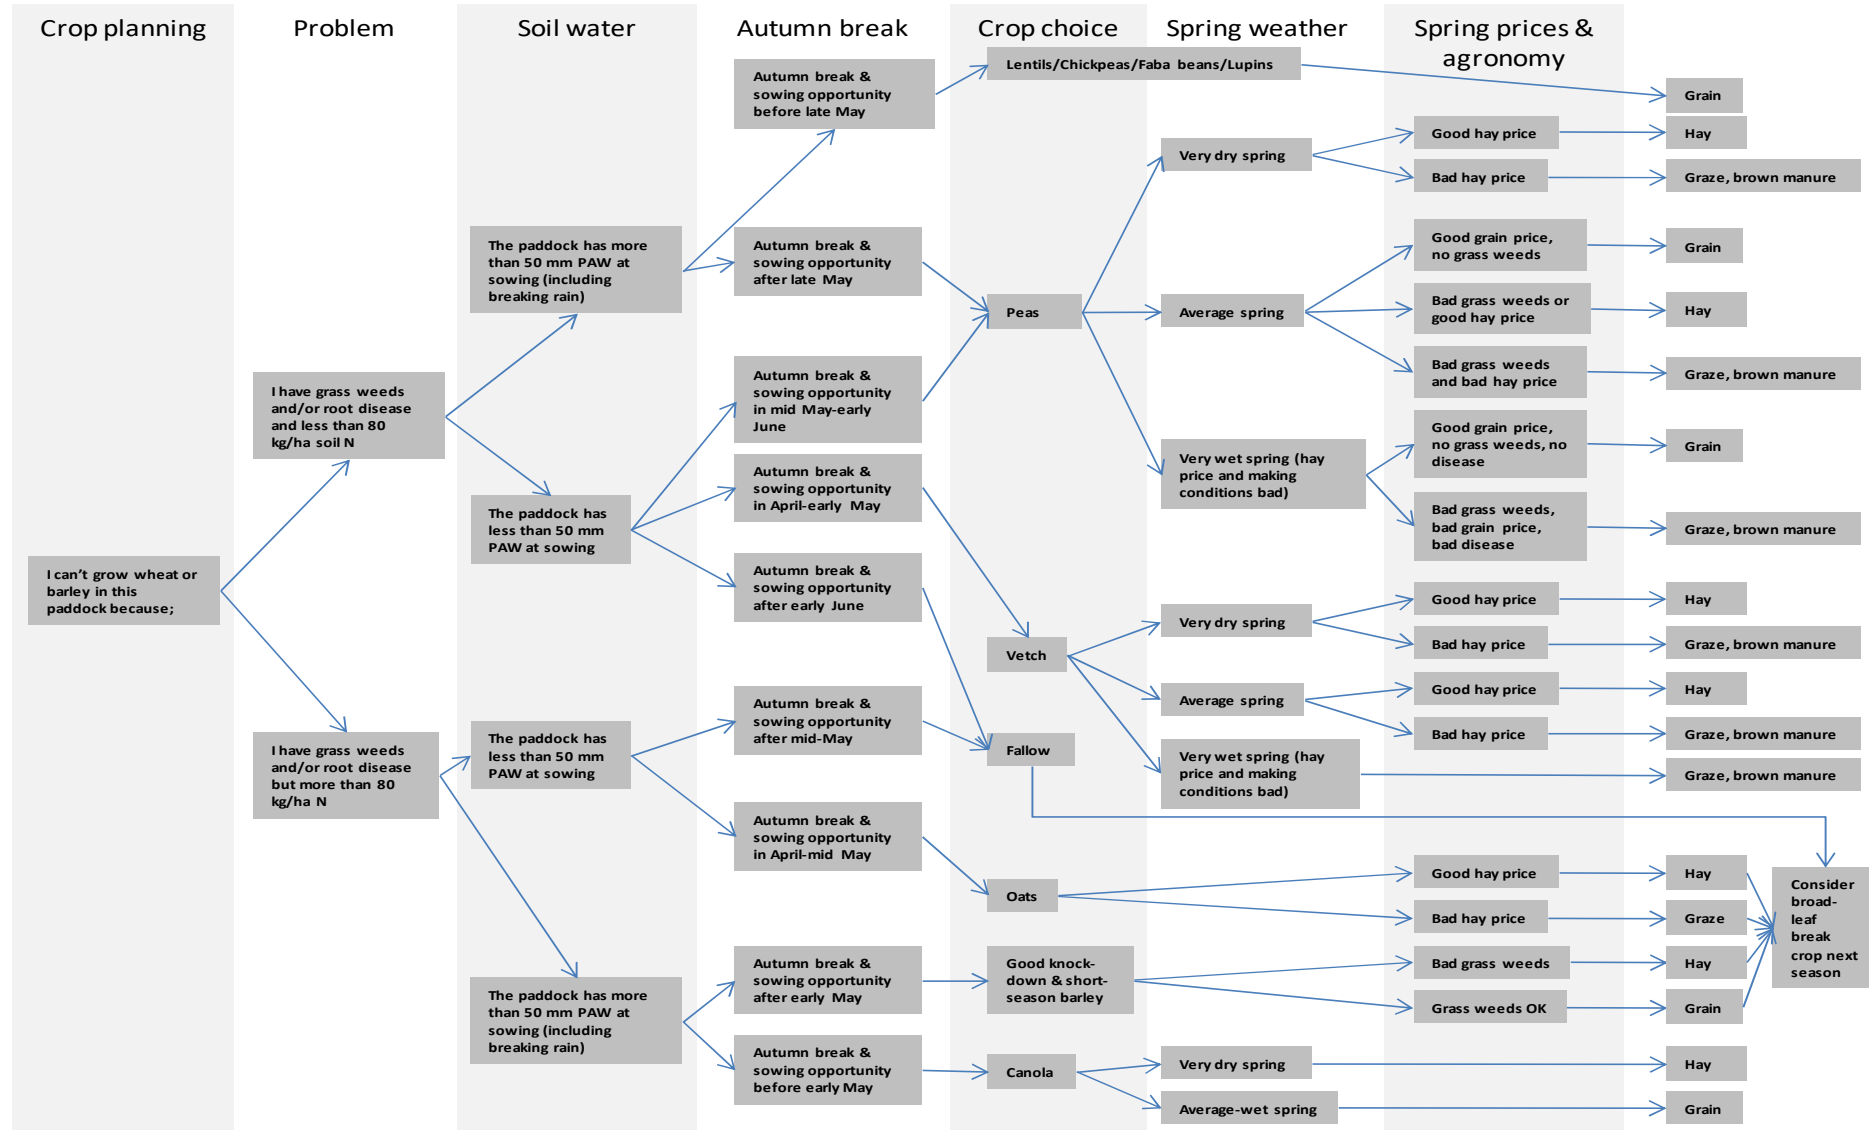 Crop planning
Problem
Soil water
Autumn break
Crop choice
Spring weather
Spring prices &
agronomy
I can't grow wheat or
barley in this
paddock because;
I have grass weeds
and/or root disease
and less than 80
kg/ha soil N
I have grass weeds
and/or root disease
but more than 80
kg/ha N
The paddock has more
than 50 mm PAW at
sowing (including
breaking rain)
The paddock has
less than 50 mm
PAW at sowing
The paddock has
less than 50 mm
PAW at sowing
The paddock has more
than 50 mm PAW at
sowing (including
breaking rain)
Autumn break &
sowing opportunity
before late May
Autumn break &
sowing opportunity
after late May
Autumn break &
sowing opportunity
in mid May-early
June
Autumn break &
sowing opportunity
in April-early May
Autumn break &
sowing opportunity
after early June
Autumn break &
sowing opportunity
after mid-May
Autumn break &
sowing opportunity
in April-mid May
Autumn break &
sowing opportunity
after early May
Autumn break &
sowing opportunity
before early May
Lentils/Chickpeas/Faba beans/Lupins
Peas
Vetch
Fallow
Oats
Good knock-
down & short-
season barley
Canola
Very dry spring
Average spring
Very wet spring (hay
price and making
conditions bad)
Very dry spring
Average spring
Very wet spring (hay
price and making
conditions bad)
Very dry spring
Average-wet spring
Good hay price
Bad hay price
Good grain price,
no grass weeds
Bad grass weeds or
good hay price
Bad grass weeds
and bad hay price
Good grain price,
no grass weeds, no
disease
Bad grass weeds,
bad grain price,
bad disease
Good hay price
Bad hay price
Good hay price
Bad hay price
Good hay price
Bad hay price
Bad grass weeds
Grass weeds OK
Grain
Hay
Graze, brown manure
Grain
Hay
Graze, brown manure
Grain
Graze, brown manure
Hay
Graze, brown manure
Hay
Graze, brown manure
Graze, brown manure
Hay
Graze
Hay
Grain
Hay
Grain
Consider
broad-
leaf
break
crop next
season